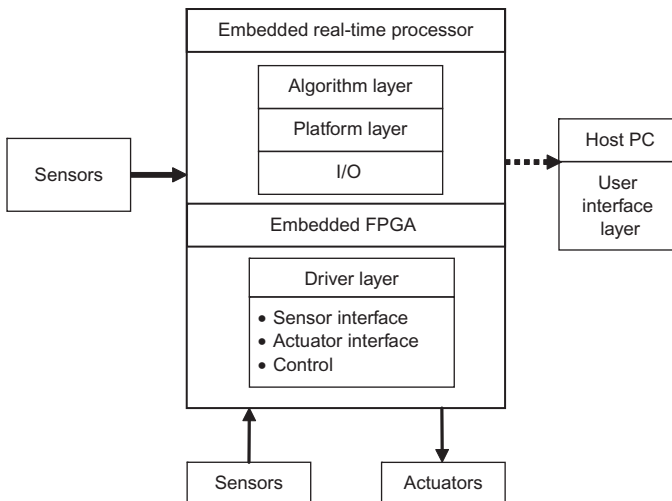 Embedded real-time processor
Algorithm layer
Platform layer
I/O
Sensors
Host PC
User
interface
layer
Embedded FPGA
Driver layer
• Sensor interface
• Actuator interface
• Control
Sensors
Actuators